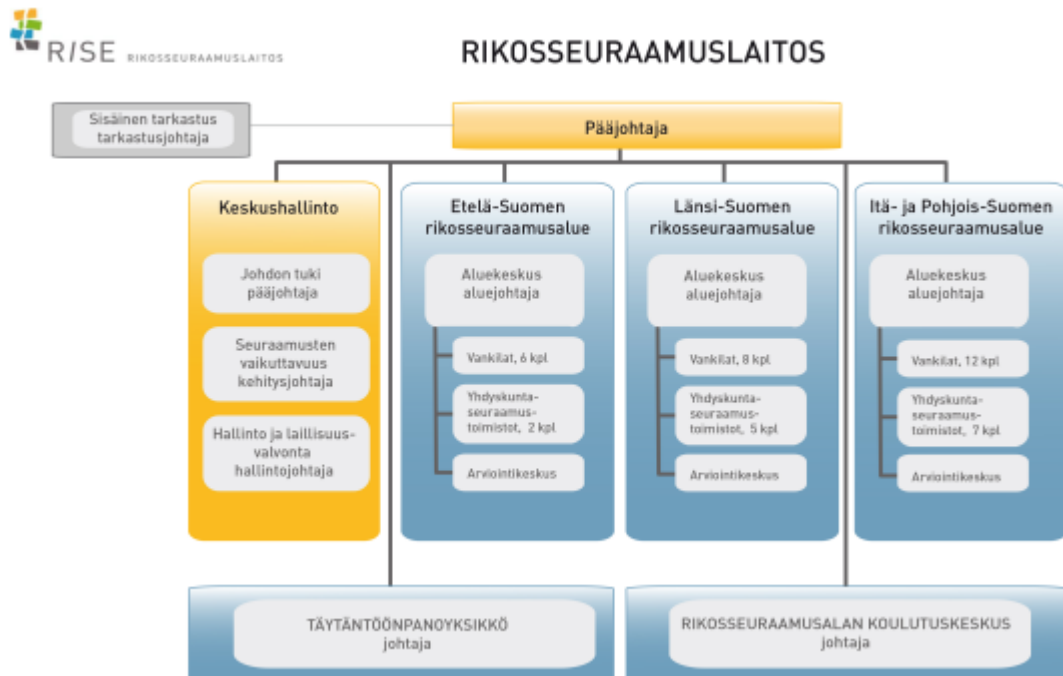 RISE RIKOSSEURAAMUSLAITOS
RIKOSSEURAAMUSLAITOS
Sisäinen tarkastus
tarkastusjohtaja
Pääjohtaja
Keskushallinto
Johdon tuki
pääjohtaja
Seuraamusten
vaikuttavuus
kehitysjohtaja
Hallinto ja laillisuus-
valvonta
hallintojohtaja
Etelä-Suomen
rikosseuraamusalue
Aluekeskus
aluejohtaja
Vankilat, 6 kpl
Yhdyskunta-
seuraamus-
toimistot, 2 kpl
Arviointikeskus
Länsi-Suomen
rikosseuraamusalue
Aluekeskus
aluejohtaja
Vankilat, 8 kpl
Yhdyskunta-
seuraamus-
toimistot, 5 kpl
Arviointikeskus
Itä- ja Pohjois-Suomen
rikosseuraamusalue
Aluekeskus
aluejohtaja
Vankilat, 12 kpl
Yhdyskunta-
seuraamus-
toimistot, 7 kpl
Arviointikeskus
TÄYTÄNTÖÖNPANOYKSIKKÖ
johtaja
RIKOSSEURAAMUSALAN KOULUTUSKESKUS
johtaja